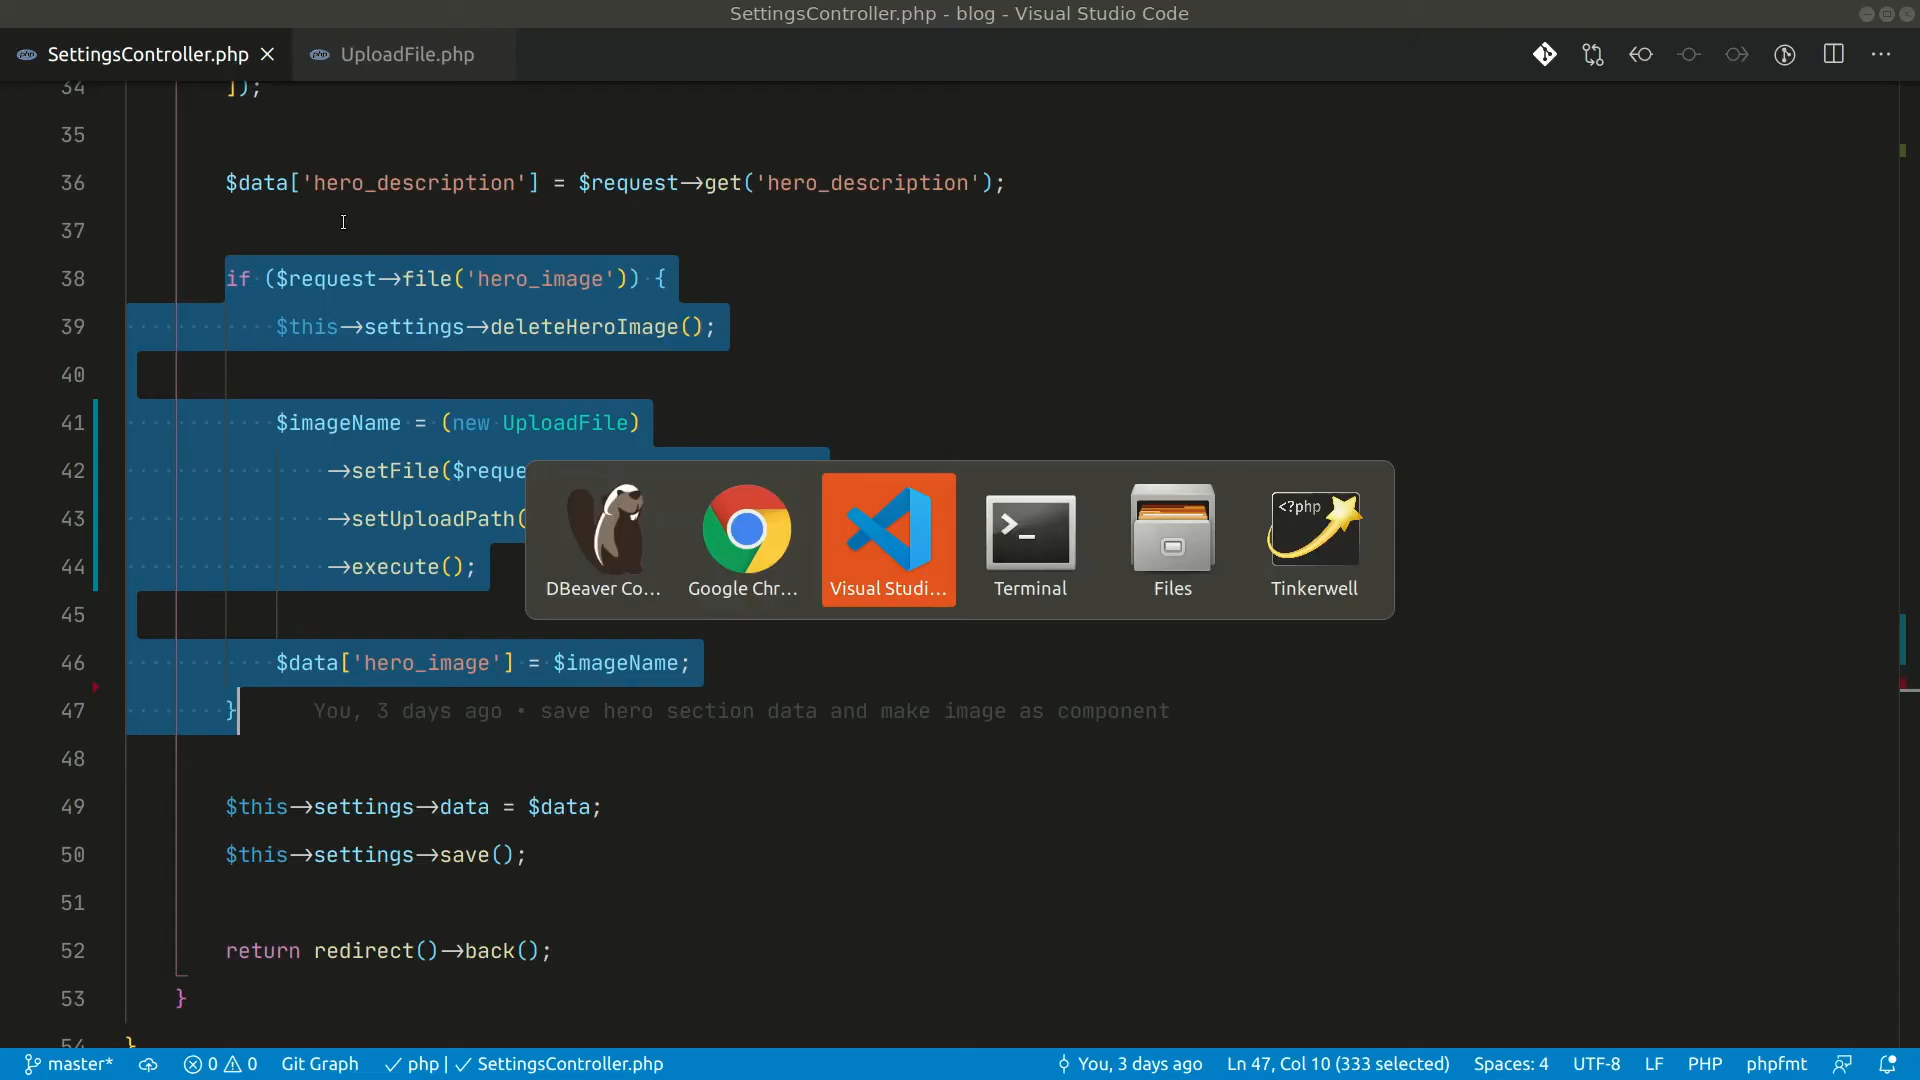 SettingsController.php - blog - Visual Studio Code
SettingsController.php
UploadFile.php
34 ]);
35
36 $data['hero_description'] = $request->get('hero_description');
37
38 if ($request->file('hero_image')) {
39 $this->settings->deleteHeroImage();
40
41 $imageName = (new UploadFile)
42 ->setFile($reque
43 ->setUploadPath(
44 ->execute();
45
46 $data['hero_image'] = $imageName;
47 } You, 3 days ago • save hero section data and make image as component
48
49 $this->settings->data = $data;
50 $this->settings->save();
51
52 return redirect()->back();
53 }
54 }
DBeaver Co...
Google Chr...
Visual Studi...
Terminal
Files
<?php
Tinkerwell
master* 0 0 Git Graph php | SettingsController.php You, 3 days ago Ln 47, Col 10 (333 selected) Spaces: 4 UTF-8 LF PHP phpfmt